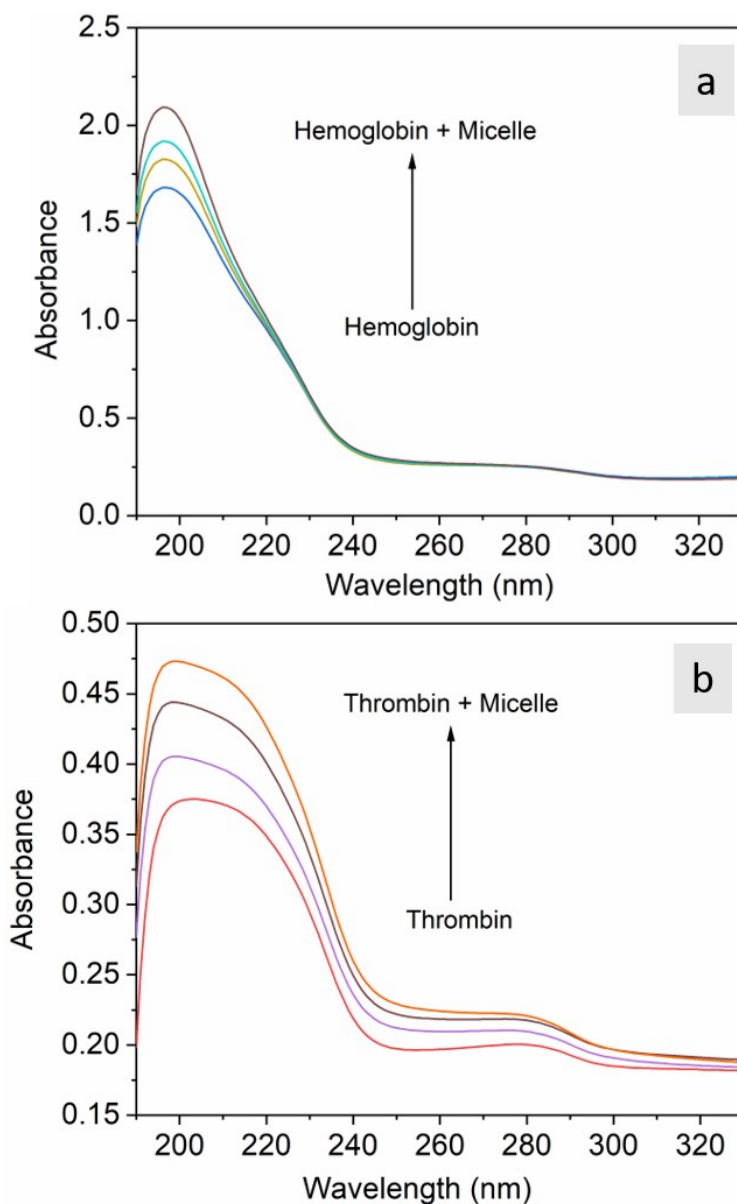 a
2.5
2.0
1.5
1.0
0.5
0.0
Absorbance
Hemoglobin + Micelle
Hemoglobin
200 220 240 260 280 300 320
Wavelength (nm)
b
0.50
0.45
0.40
0.35
0.30
0.25
0.20
0.15
Absorbance
Thrombin + Micelle
Thrombin
200 220 240 260 280 300 320
Wavelength (nm)